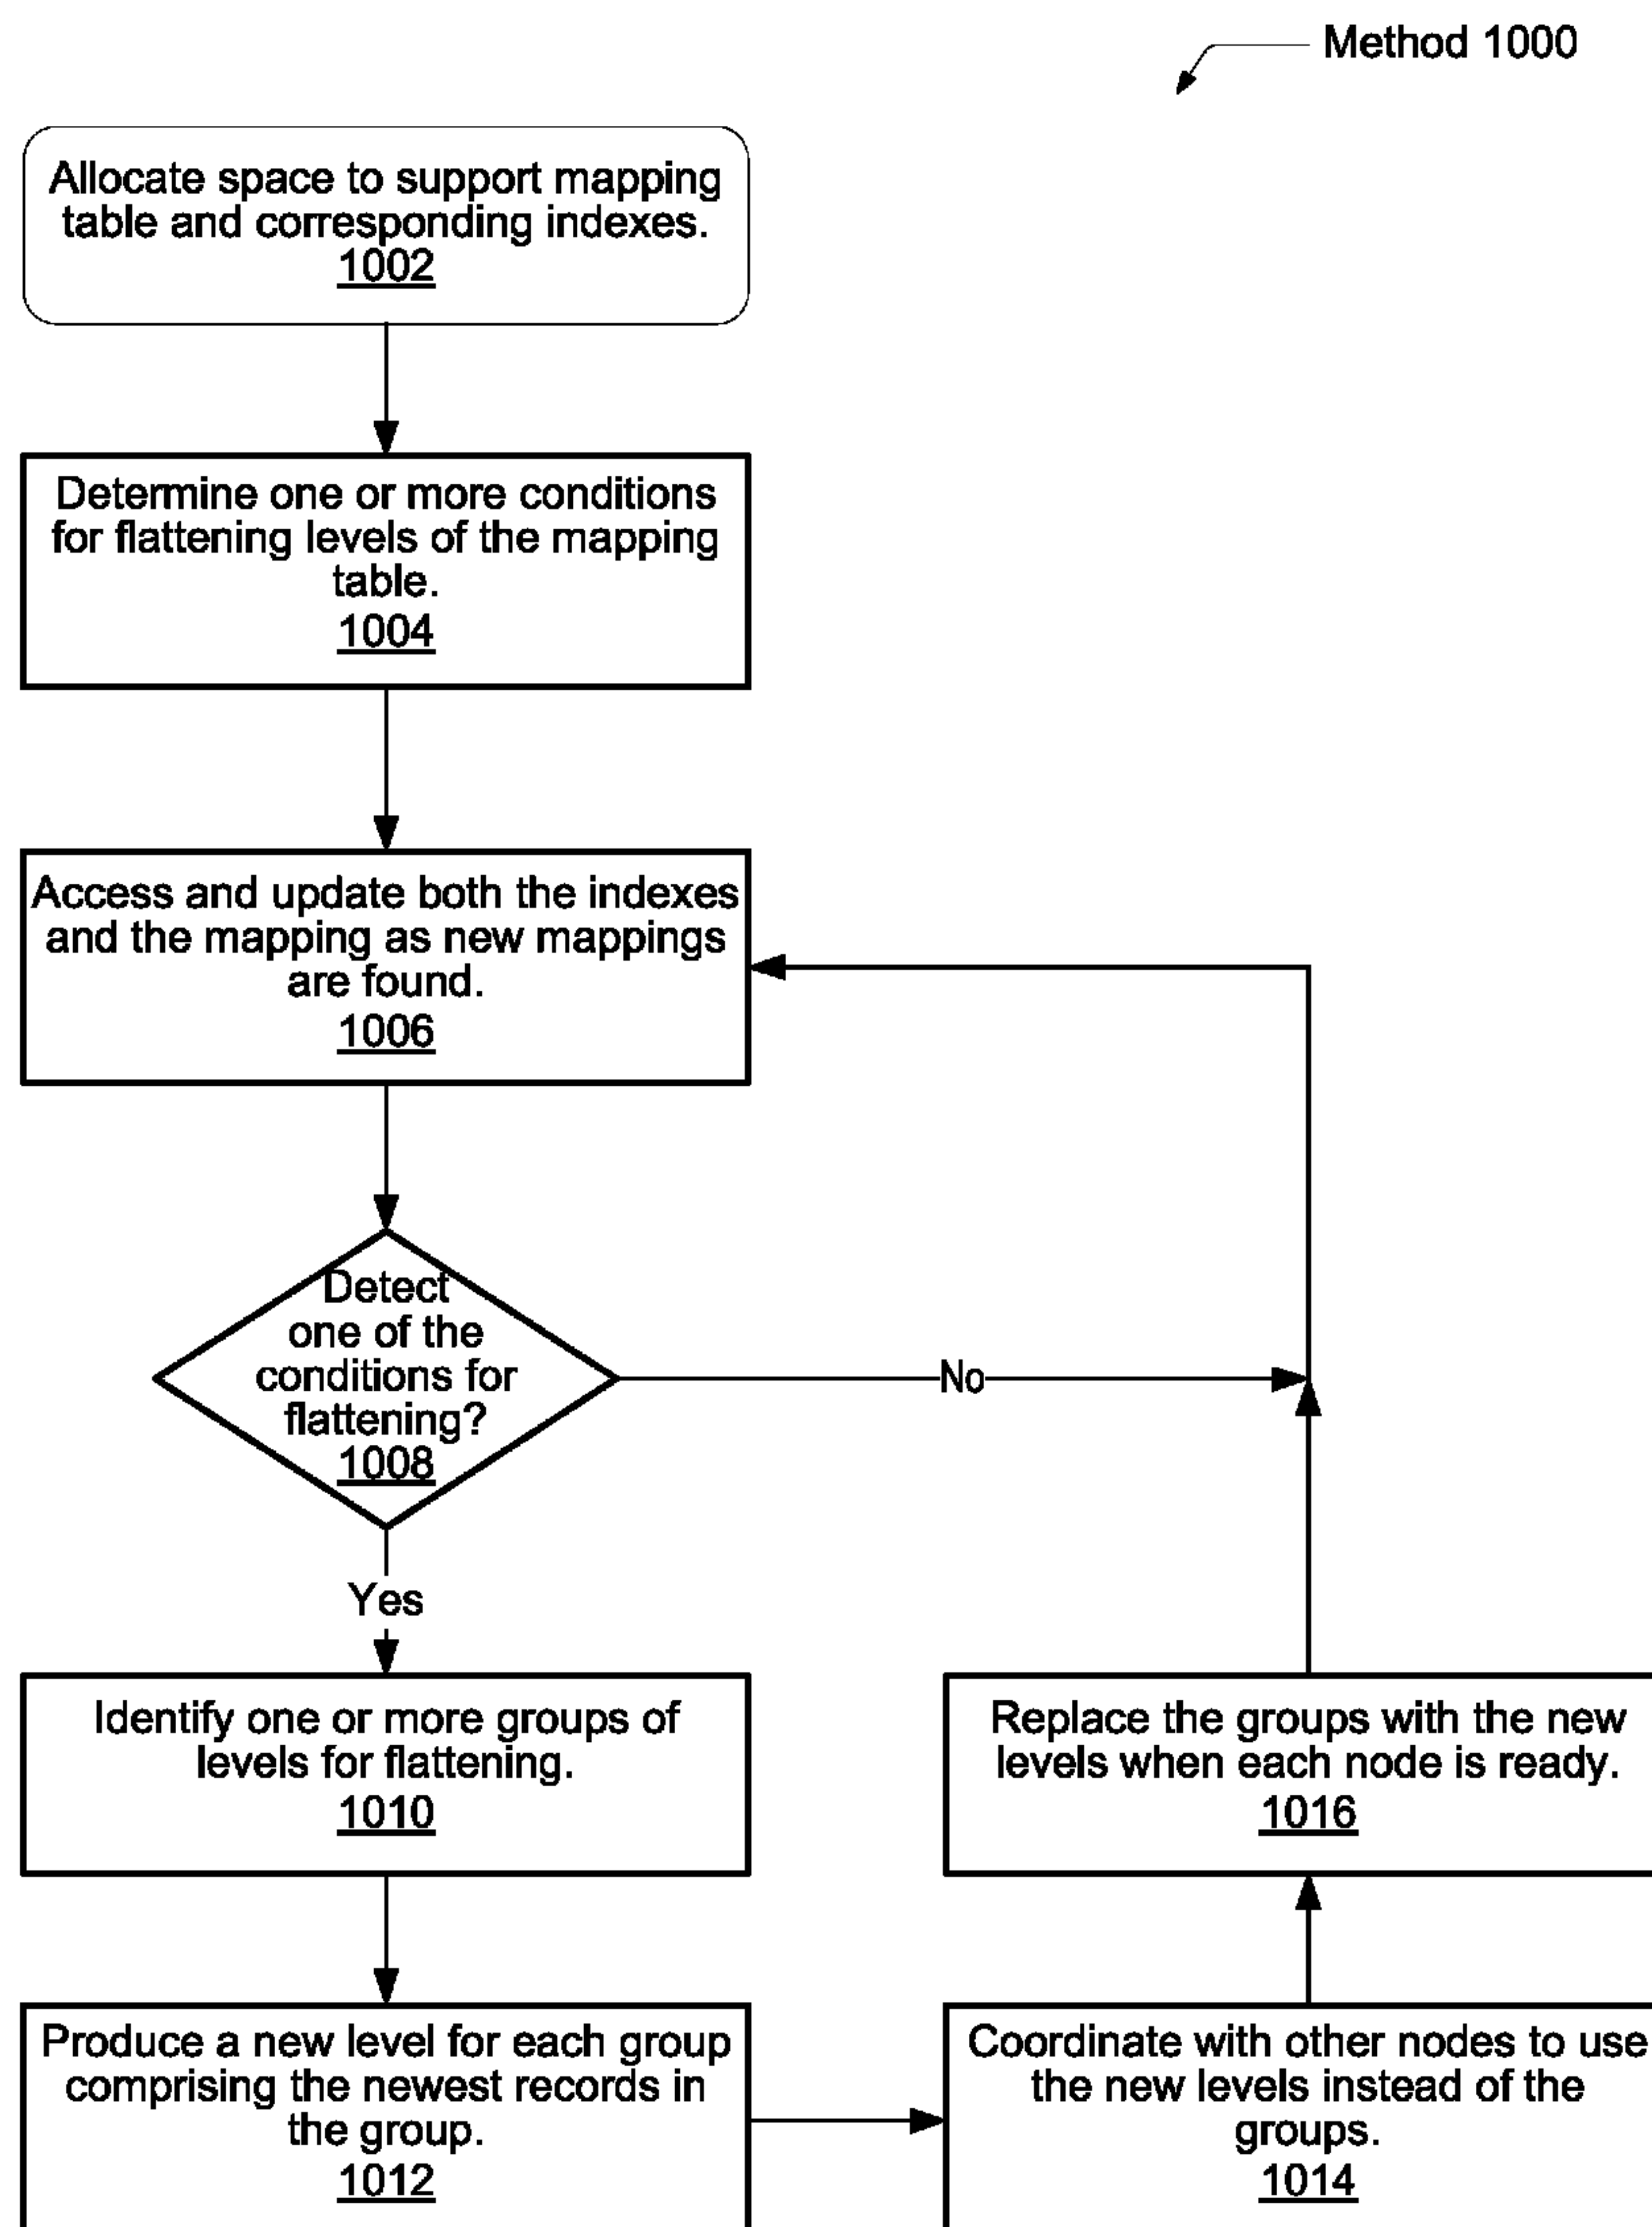 Method 1000
Allocate space to support mapping
table and corresponding indexes.
1002
Determine one or more conditions
for flattening levels of the mapping
table.
1004
Access and update both the indexes
and the mapping as new mappings
are found.
1006
Detect
one of the
conditions for
flattening?
1008
No
Yes
Identify one or more groups of
levels for flattening.
1010
Produce a new level for each group
comprising the newest records in
the group.
1012
Coordinate with other nodes to use
the new levels instead of the
groups.
1014
Replace the groups with the new
levels when each node is ready.
1016